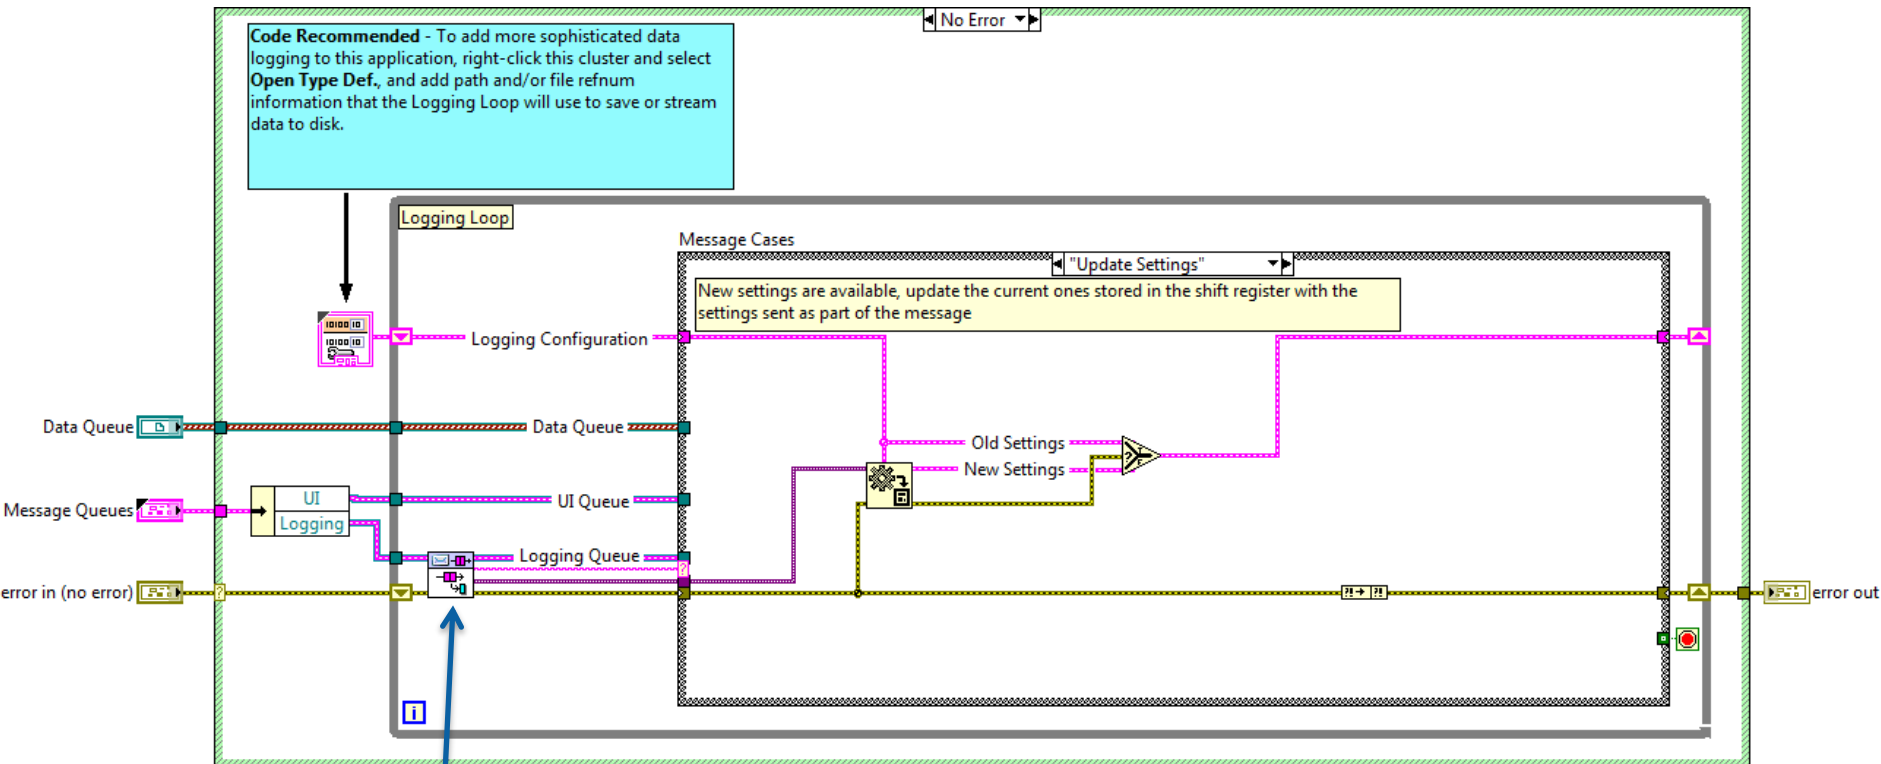 No Error
Code Recommended - To add more sophisticated data
logging to this application, right-click this cluster and select
Open Type Def., and add path and/or file refnum
information that the Logging Loop will use to save or stream
data to disk.
Logging Loop
Message Cases
"Update Settings"
New settings are available, update the current ones stored in the shift register with the
settings sent as part of the message
Logging Configuration
Data Queue
Data Queue
Old Settings
New Settings
Message Queues
UI
Logging
UI Queue
Logging Queue
error in (no error)
error out
i